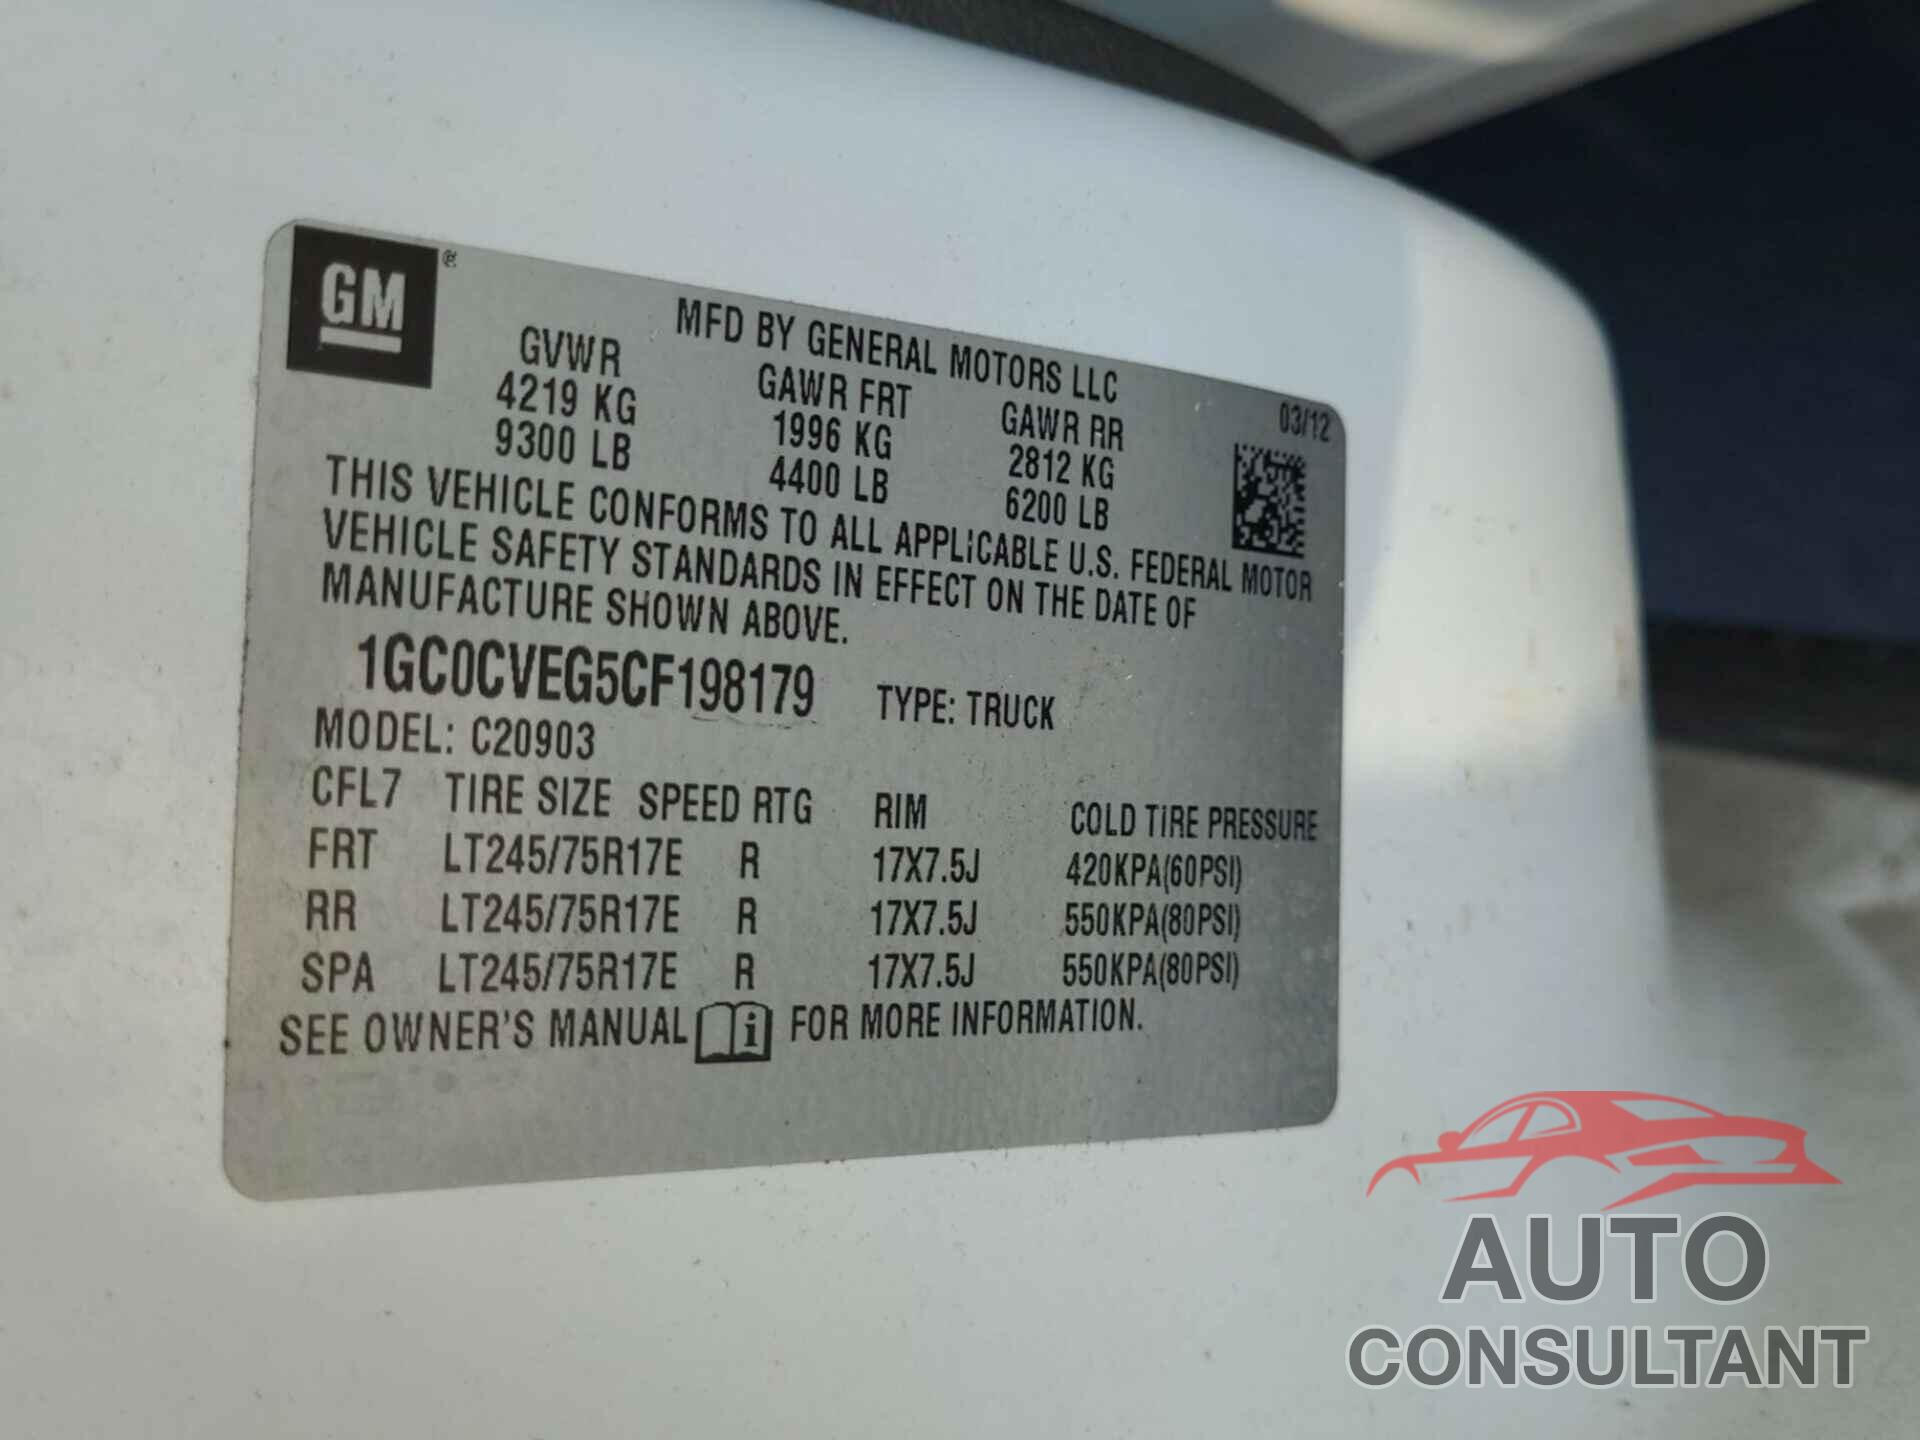 GM®
MFD BY GENERAL MOTORS LLC
GVWR GAWR FRT GAWR RR 03/12
4219 KG 1996 KG 2812 KG
9300 LB 4400 LB 6200 LB
THIS VEHICLE CONFORMS TO ALL APPLICABLE U.S. FEDERAL MOTOR
VEHICLE SAFETY STANDARDS IN EFFECT ON THE DATE OF
MANUFACTURE SHOWN ABOVE.
1GC0CVEG5CF198179 TYPE: TRUCK
MODEL: C20903
CFL7 TIRE SIZE SPEED RTG RIM COLD TIRE PRESSURE
FRT LT245/75R17E R 17X7.5J 420KPA(60PSI)
RR LT245/75R17E R 17X7.5J 550KPA(80PSI)
SPA LT245/75R17E R 17X7.5J 550KPA(80PSI)
SEE OWNER'S MANUAL i FOR MORE INFORMATION.
AUTO
CONSULTANT